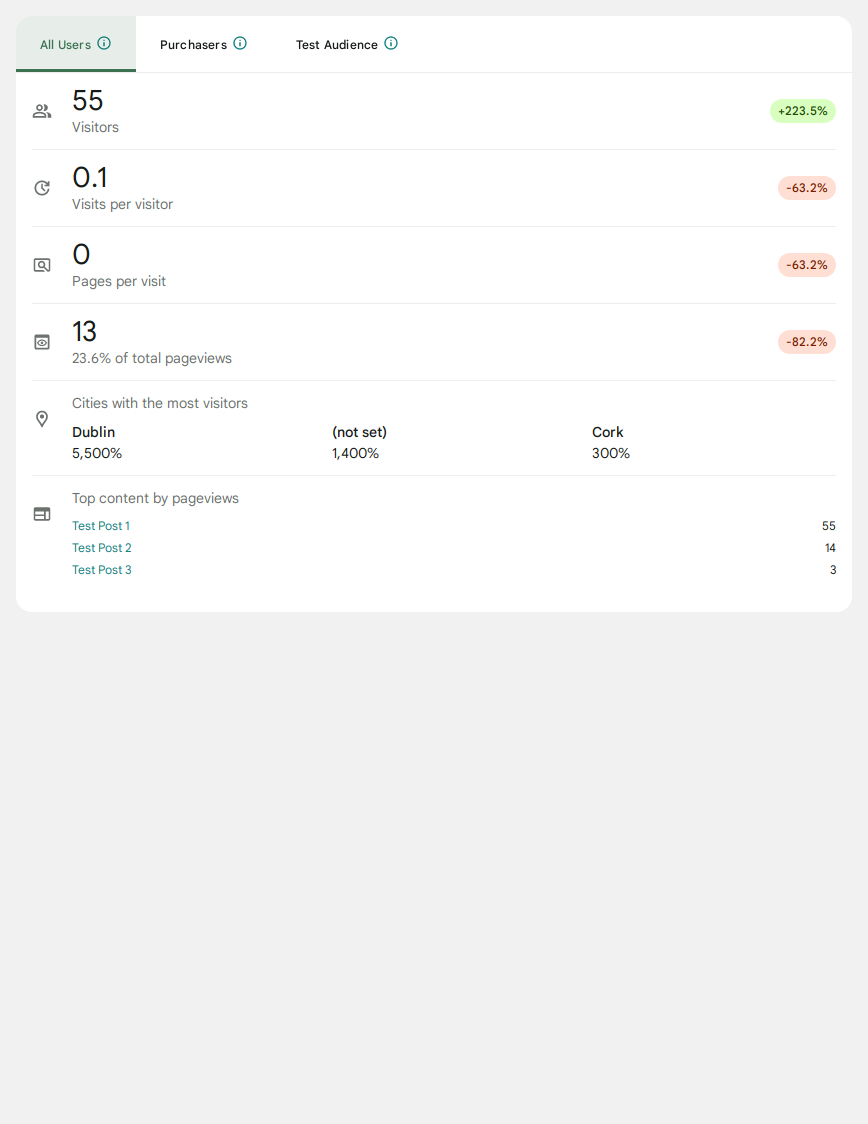 All Users
Purchasers
Test Audience
55
Visitors
+223.5%
0.1
Visits per visitor
-63.2%
0
Pages per visit
-63.2%
13
23.6% of total pageviews
-82.2%
Cities with the most visitors
Dublin (not set) Cork
5,500% 1,400% 300%
Top content by pageviews
Test Post 1 55
Test Post 2 14
Test Post 3 3